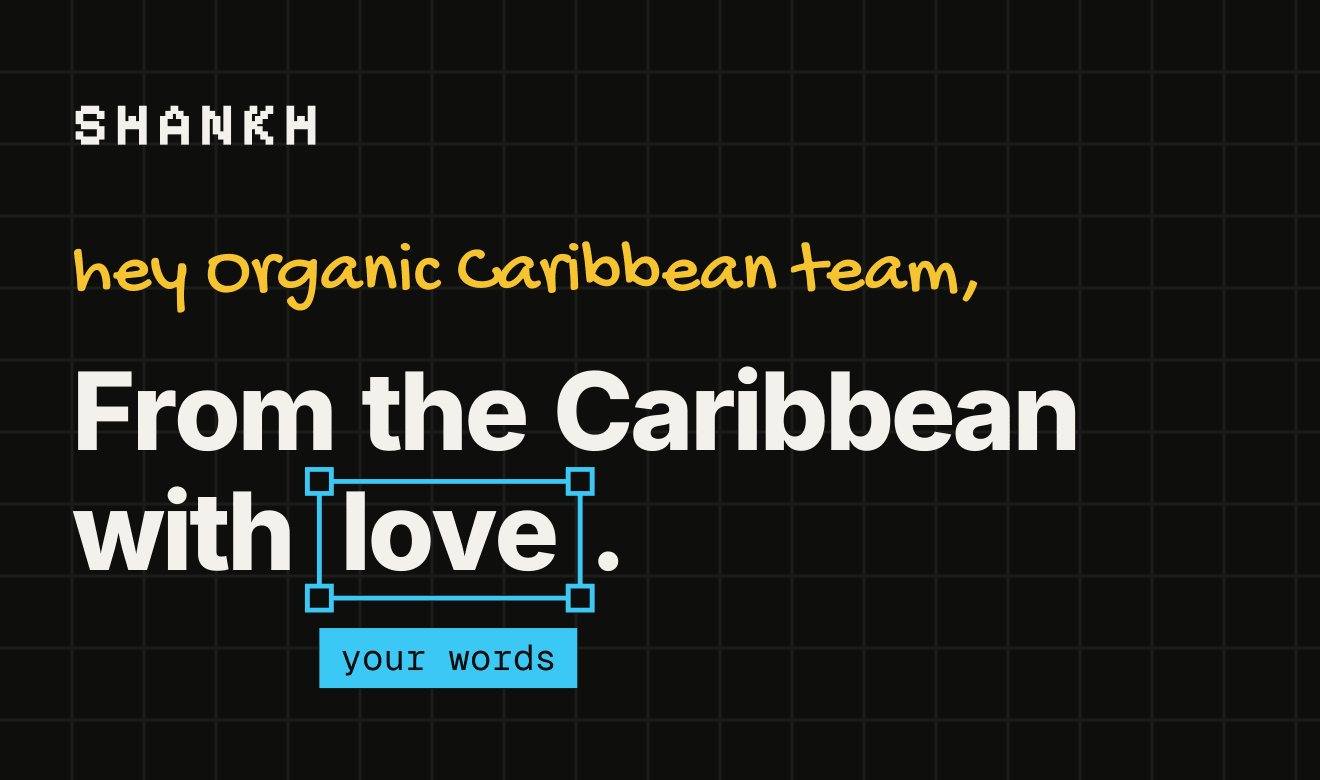 SHANKH
hey Organic Caribbean team,
From the Caribbean
with love .
your words